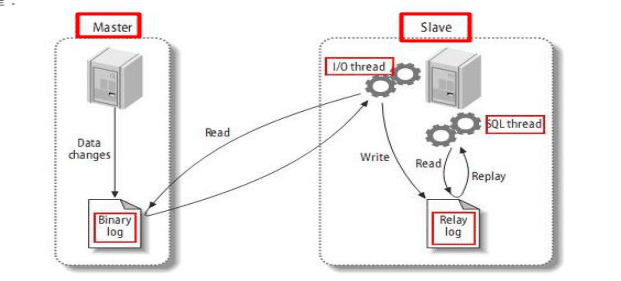 Master
Slave
I/O thread
SQL thread
Data
changes
Read
Write
Read
Replay
Binary
log
Relay
log